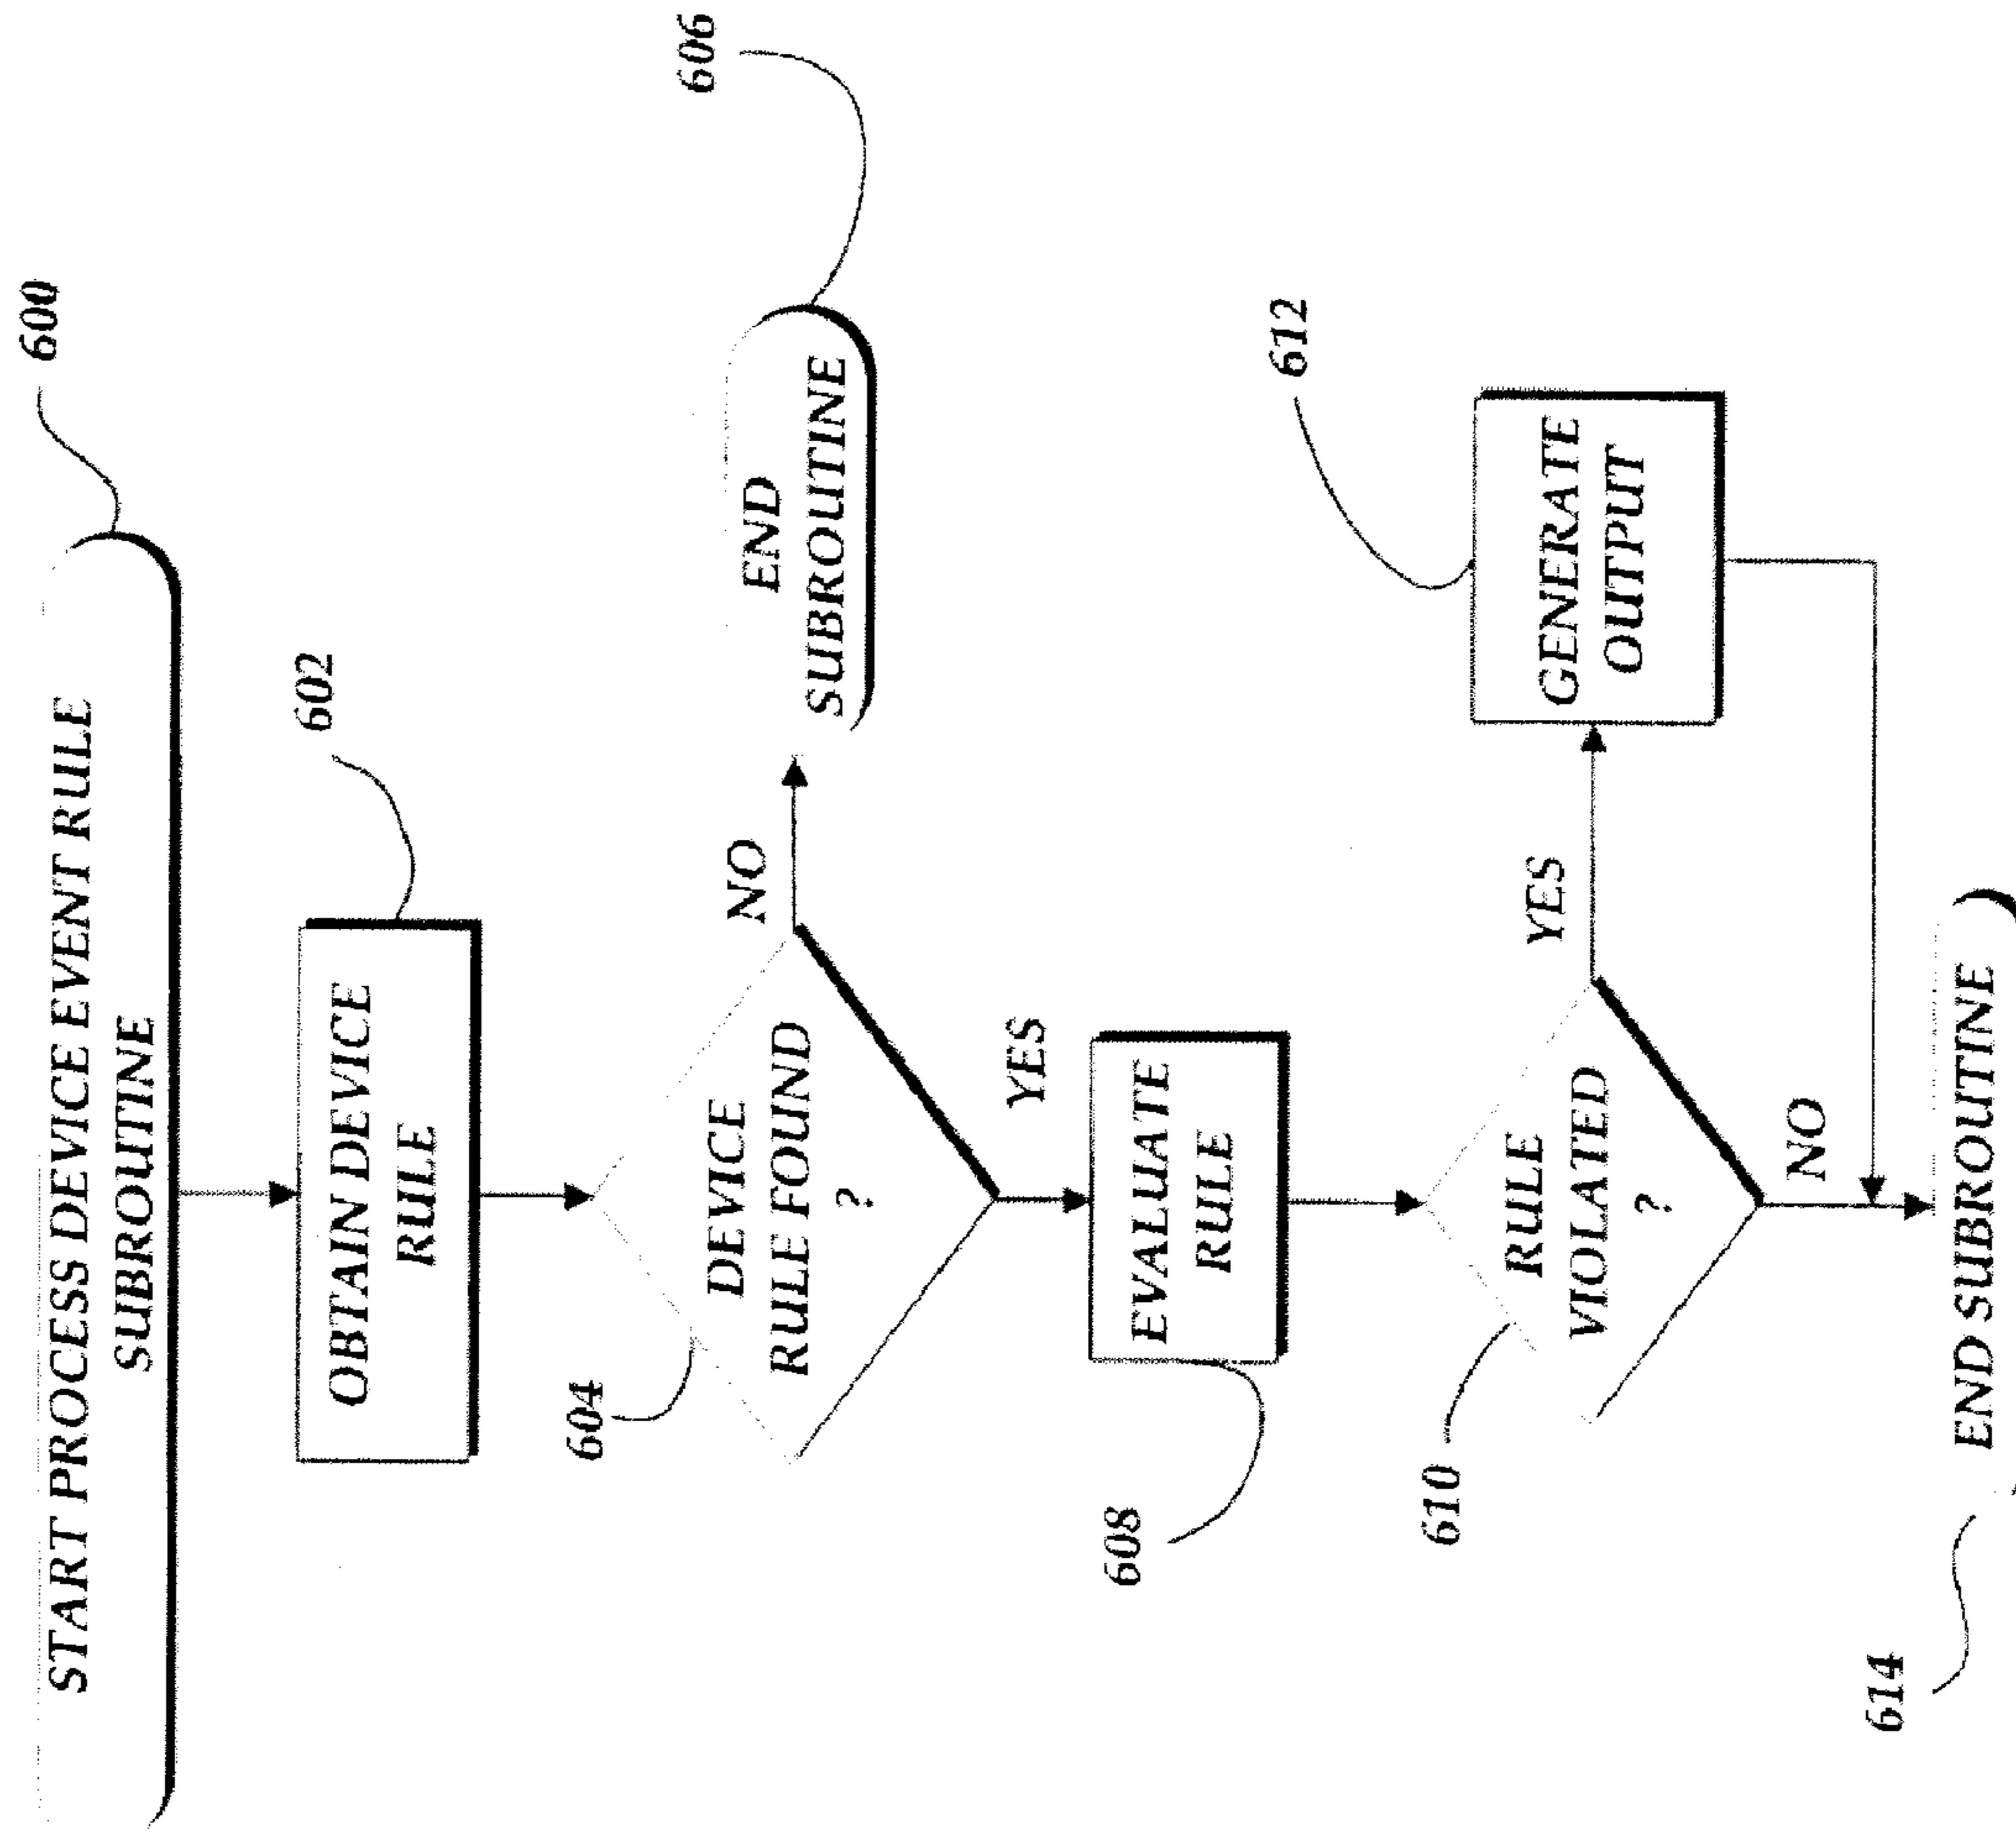 600
START PROCESS DEVICE EVENT RULE
SUBROUTINE
602
OBTAIN DEVICE
RULE
604
DEVICE
RULE FOUND
?
NO
606
END
SUBROUTINE
YES
608
EVALUATE
RULE
610
RULE
VIOLATED
?
YES
612
GENERATE
OUTPUT
NO
614
END SUBROUTINE